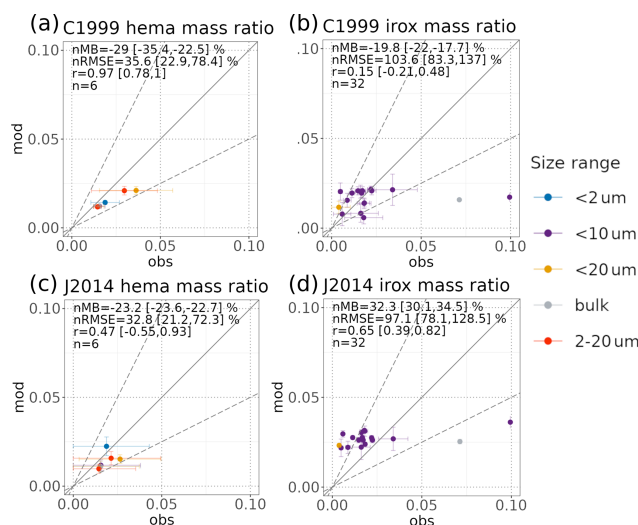 (a) C1999 hema mass ratio
nMB=-29 [-35.4,-22.5] %
nRMSE=35.6 [22.9,78.4] %
r=0.97 [0.78,1]
n=6
0.10
0.05
0.00
mod
0.00 0.05 0.10
obs
(b) C1999 irox mass ratio
nMB=-19.8 [-22,-17.7] %
nRMSE=103.6 [83.3,137] %
r=0.15 [-0.21,0.48]
n=32
0.10
0.05
0.00
0.00 0.05 0.10
obs
(c) J2014 hema mass ratio
nMB=-23.2 [-23.6,-22.7] %
nRMSE=32.8 [21.2,72.3] %
r=0.47 [-0.55,0.93]
n=6
0.10
0.05
0.00
mod
0.00 0.05 0.10
obs
(d) J2014 irox mass ratio
nMB=32.3 [30.1,34.5] %
nRMSE=97.1 [78.1,128.5] %
r=0.65 [0.39,0.82]
n=32
0.10
0.05
0.00
0.00 0.05 0.10
obs
Size range
<2 um
<10 um
<20 um
bulk
2-20 um